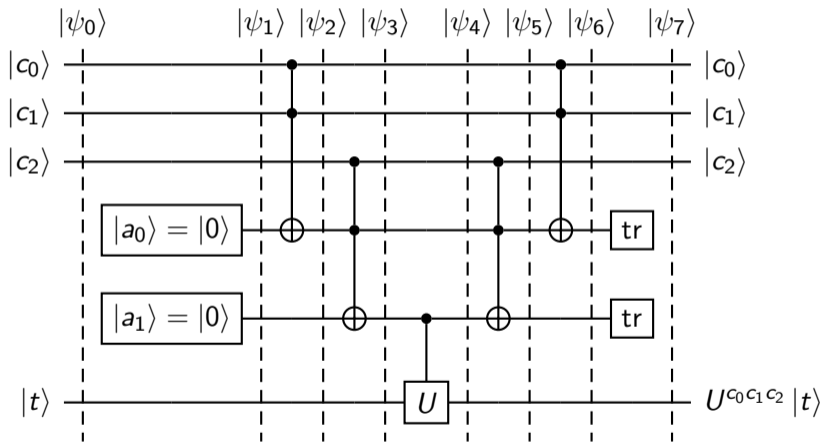 |ψ₀⟩ |ψ₁⟩ |ψ₂⟩ |ψ₃⟩ |ψ₄⟩ |ψ₅⟩ |ψ₆⟩ |ψ₇⟩
|c₀⟩ |c₀⟩
|c₁⟩ |c₁⟩
|c₂⟩ |c₂⟩
|a₀⟩ = |0⟩ tr
|a₁⟩ = |0⟩ tr
|t⟩ U U^{c₀c₁c₂} |t⟩